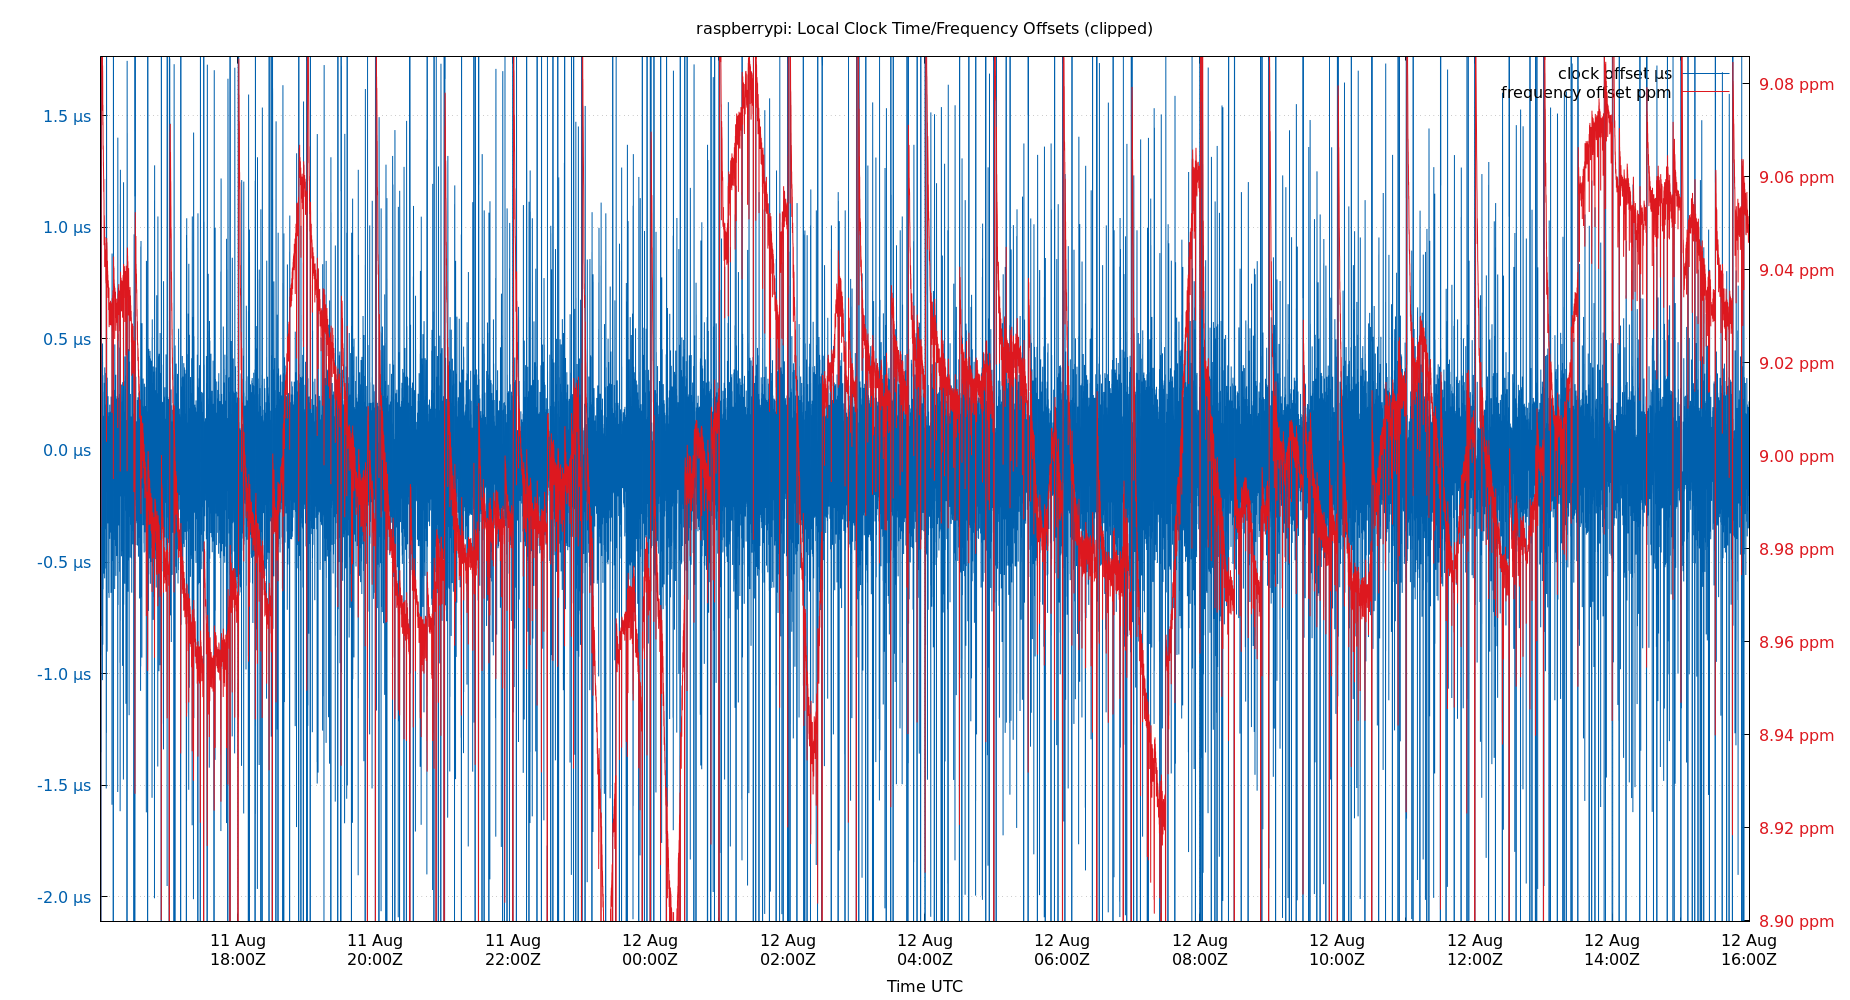 raspberrypi: Local Clock Time/Frequency Offsets (clipped)
clock offset µs
frequency offset ppm
1.5 µs
1.0 µs
0.5 µs
0.0 µs
-0.5 µs
-1.0 µs
-1.5 µs
-2.0 µs
9.08 ppm
9.06 ppm
9.04 ppm
9.02 ppm
9.00 ppm
8.98 ppm
8.96 ppm
8.94 ppm
8.92 ppm
8.90 ppm
11 Aug
18:00Z
11 Aug
20:00Z
11 Aug
22:00Z
12 Aug
00:00Z
12 Aug
02:00Z
12 Aug
04:00Z
12 Aug
06:00Z
12 Aug
08:00Z
12 Aug
10:00Z
12 Aug
12:00Z
12 Aug
14:00Z
12 Aug
16:00Z
Time UTC